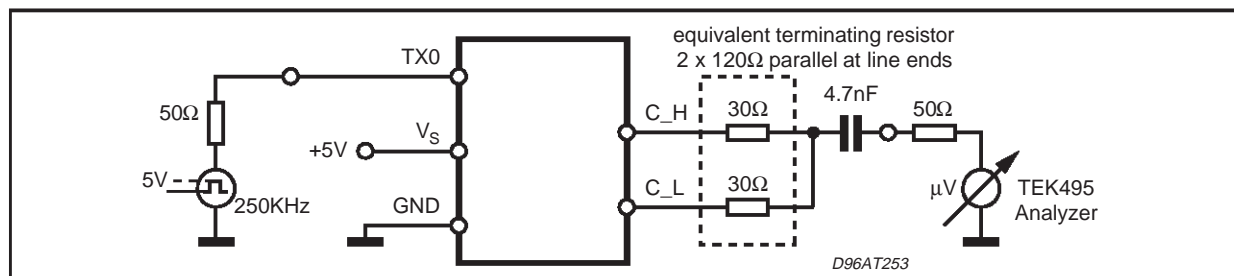 equivalent terminating resistor
2 x 120Ω parallel at line ends
TX0
50Ω
C_H
30Ω
4.7nF
50Ω
VS
+5V
5V
250KHz
GND
C_L
30Ω
µV
TEK495
Analyzer
D96AT253